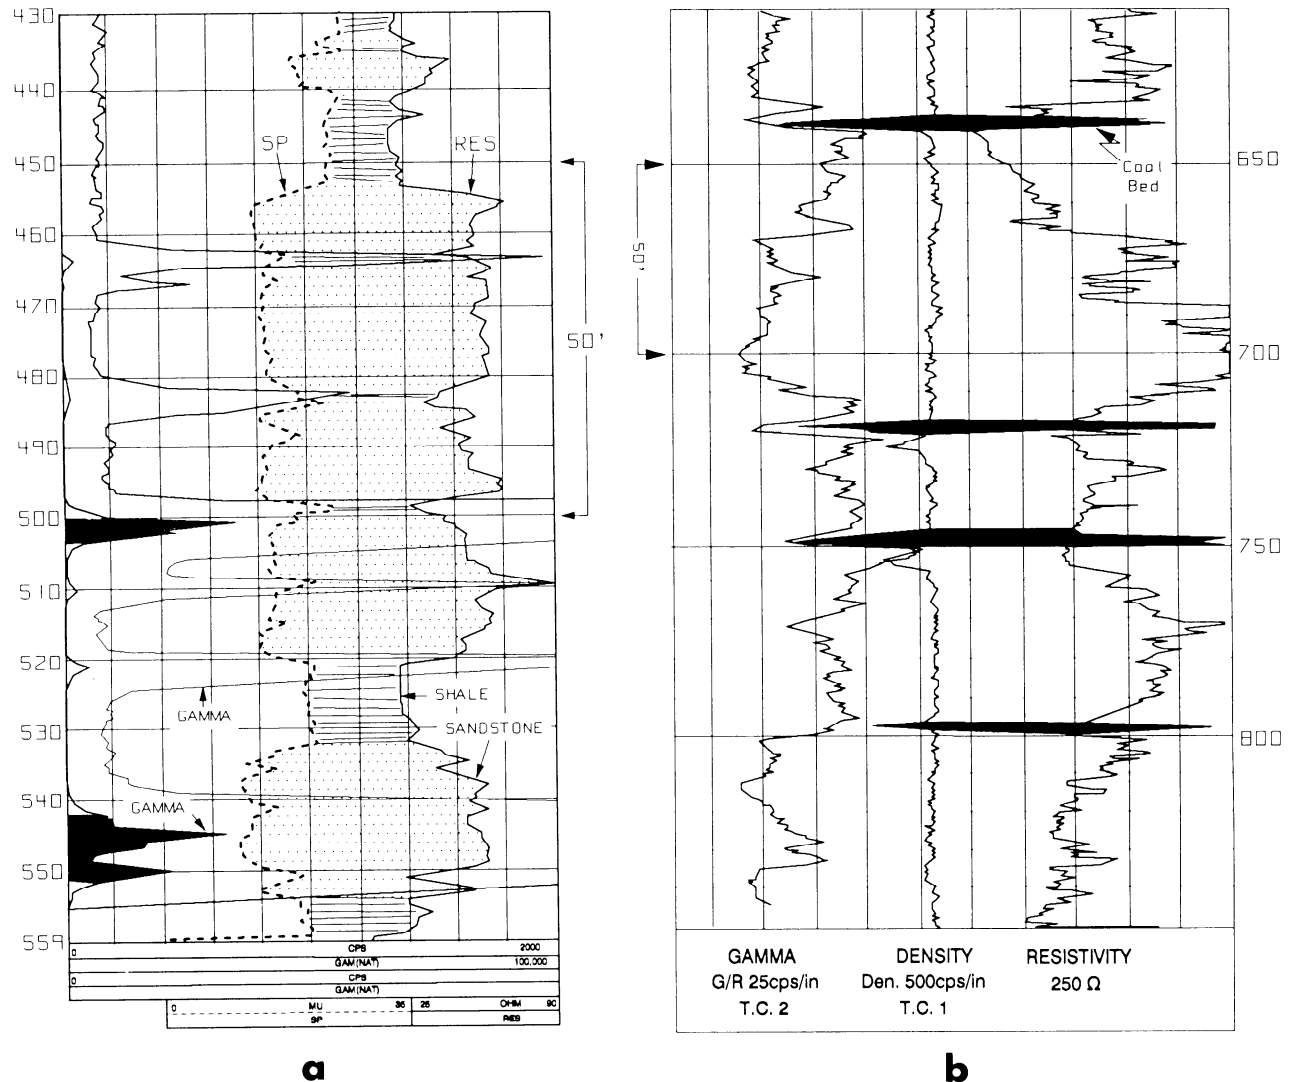 430
440
450
460
470
480
490
500
510
520
530
540
550
559
SP
RES
50'
GAMMA
SHALE
SANDSTONE
GAMMA
0 CPS 2000
GAM(NAT) 100,000
0 CPS
GAM(NAT)
0 MU 35 25 OHM 90
SP RES
a
Coal
Bed
50'
650
700
750
800
GAMMA DENSITY RESISTIVITY
G/R 25cps/in Den. 500cps/in 250 Ω
T.C. 2 T.C. 1
b